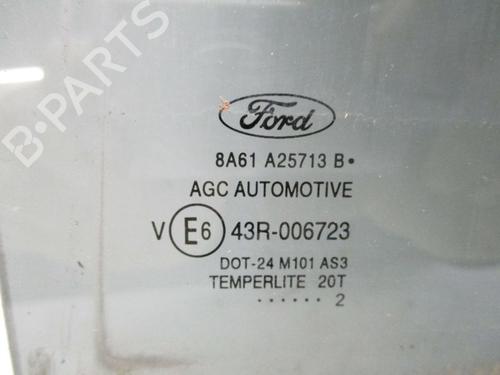 B-PARTS
Ford
8A61 A25713 B•
AGC AUTOMOTIVE
V E6 43R-006723
DOT-24 M101 AS3
TEMPERLITE 20T
...... 2